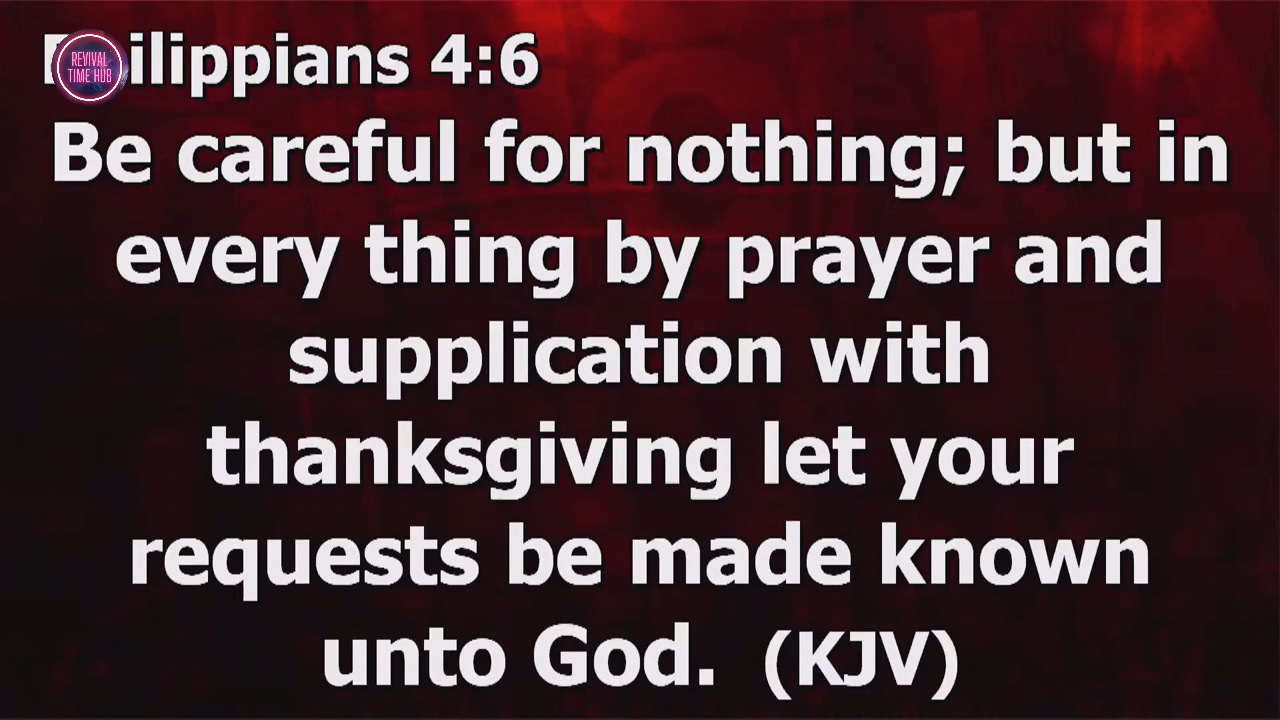 REVIVAL
TIME HUB
ilippians 4:6
Be careful for nothing; but in
every thing by prayer and
supplication with
thanksgiving let your
requests be made known
unto God. (KJV)